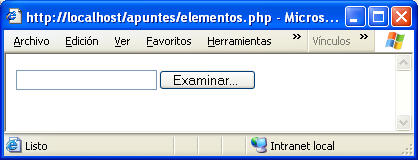 http://localhost/apuntes/elementos.php - Micros...
Archivo Edición Ver Favoritos Herramientas » Vínculos »
Examinar...
Listo Intranet local